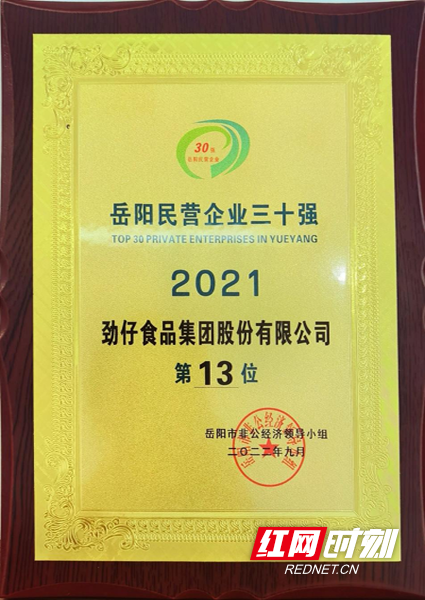 30强
岳阳民营企业
岳阳民营企业三十强
TOP 30 PRIVATE ENTERPRISES IN YUEYANG
2021
劲仔食品集团股份有限公司
第13位
岳阳市非公经济领导小组
二〇二二年九月
红网时刻
REDNET.CN